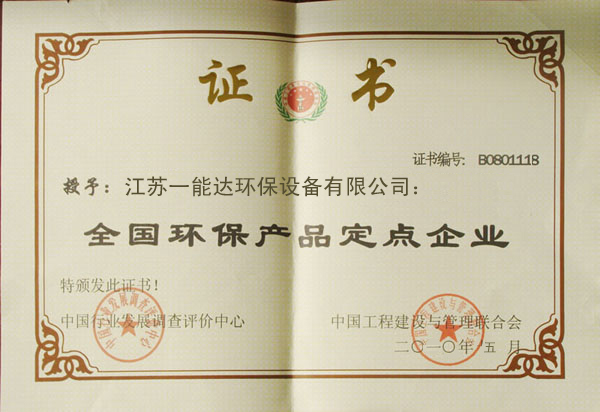 证书
证书编号: B0801118
授予：江苏一能达环保设备有限公司：
全国环保产品定点企业
特颁发此证书！
中国行业发展调查评价中心
中国工程建设与管理联合会
二〇一〇年 五 月